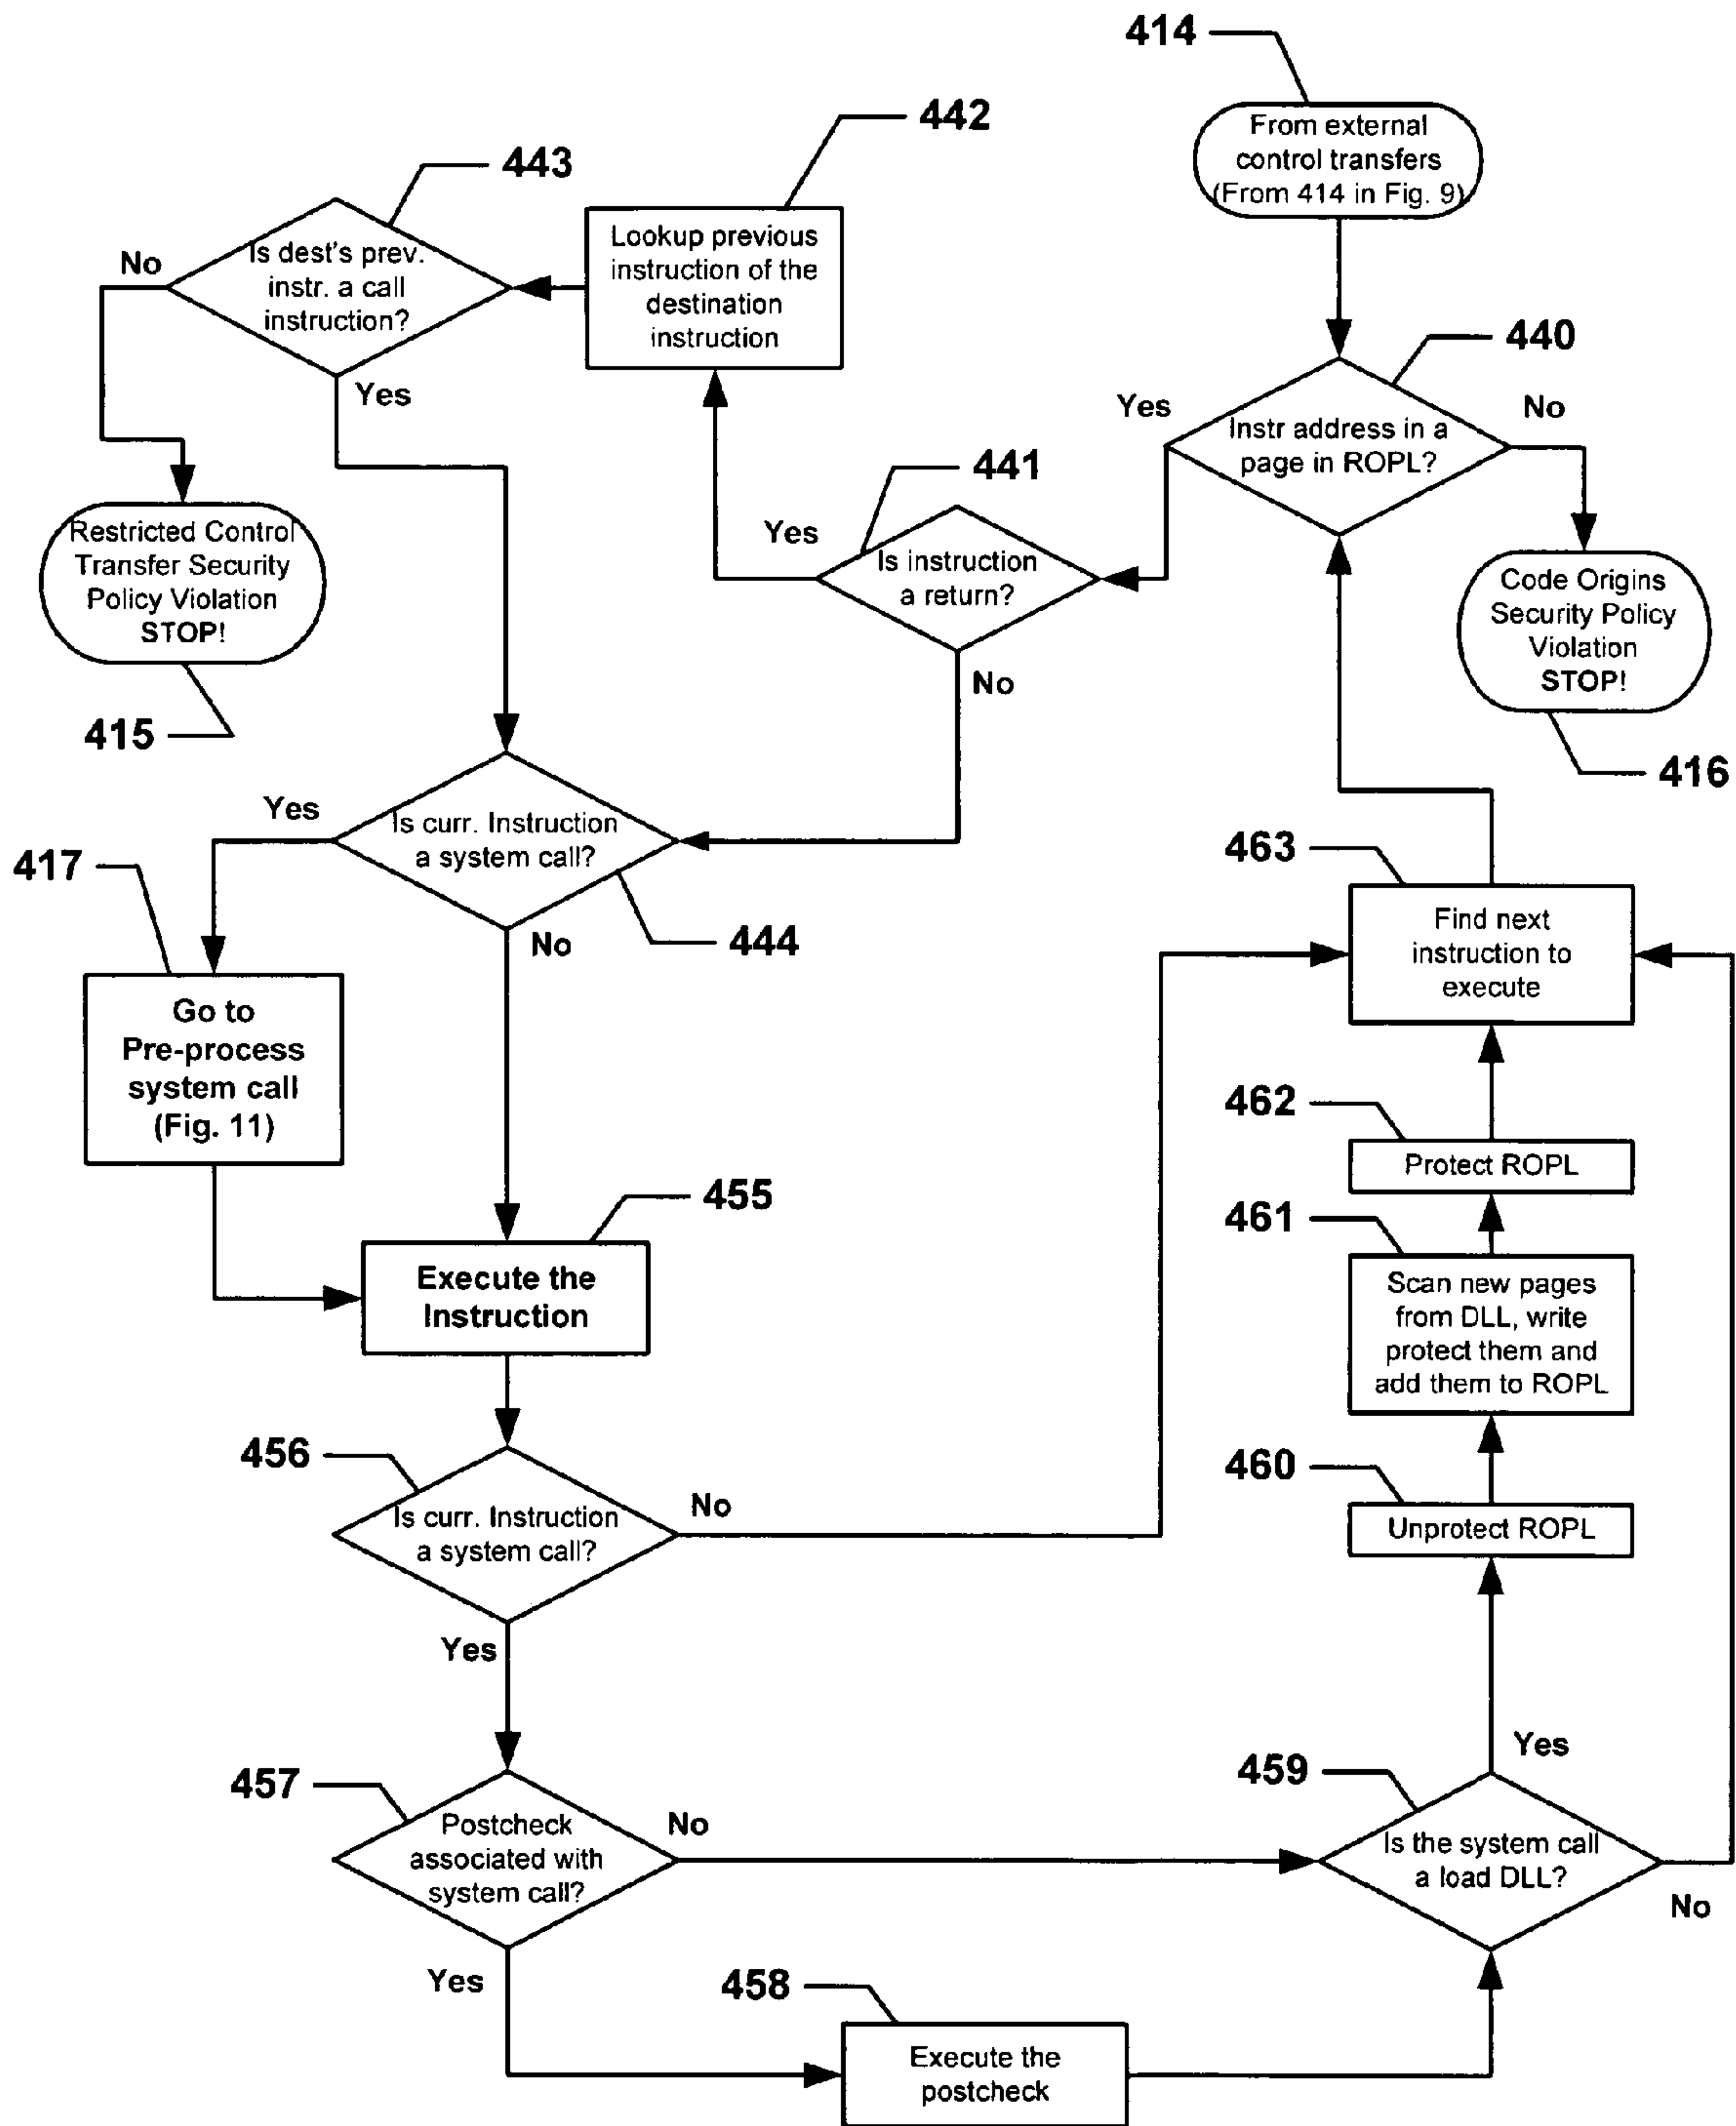 414
From external
control transfers
(From 414 in Fig. 9)
442
443
Lookup previous
instruction of the
destination
instruction
Is dest's prev.
instr. a call
instruction?
No
Yes
440
Instr address in a
page in ROPL?
Yes
No
441
Is instruction
a return?
Yes
No
Restricted Control
Transfer Security
Policy Violation
STOP!
415
Code Origins
Security Policy
Violation
STOP!
416
Is curr. Instruction
a system call?
Yes
No
444
417
Go to
Pre-process
system call
(Fig. 11)
463
Find next
instruction to
execute
462
Protect ROPL
455
Execute the
Instruction
461
Scan new pages
from DLL, write
protect them and
add them to ROPL
456
Is curr. Instruction
a system call?
No
Yes
460
Unprotect ROPL
457
Postcheck
associated with
system call?
No
Yes
459
Is the system call
a load DLL?
Yes
No
458
Execute the
postcheck